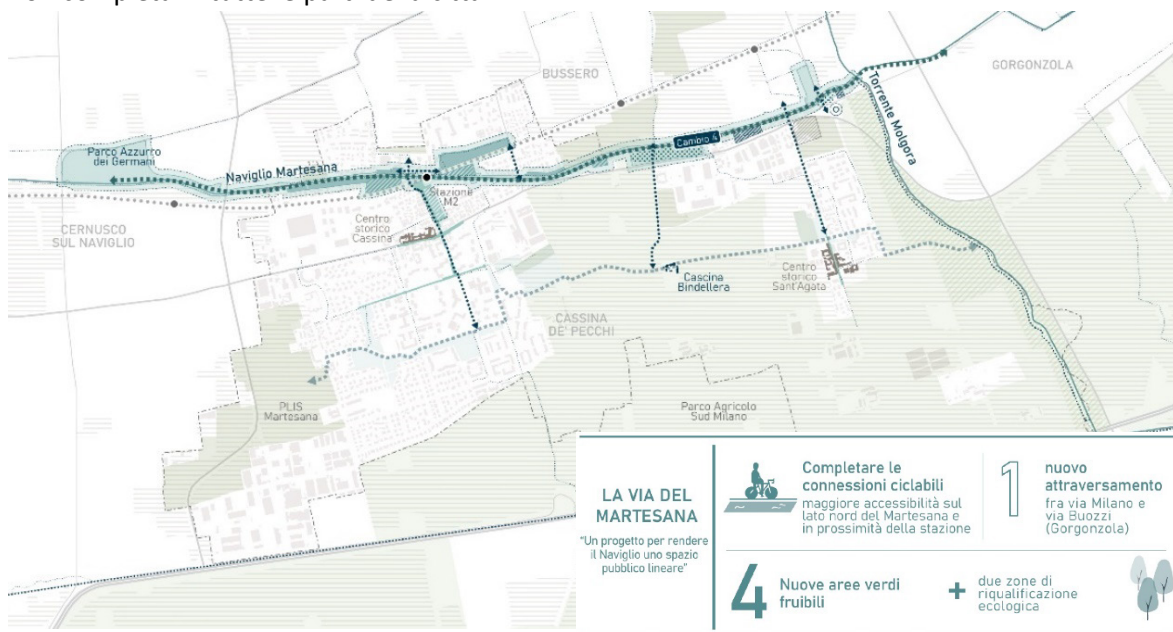 BUSSERO
GORGONZOLA
Torrente Molgora
Cambio 4
Parco Azzurro
dei Germani
Naviglio Martesana
Stazione
M2
CERNUSCO
SUL NAVIGLIO
Centro
storico
Cassina
Cascina
Bindellera
Centro
storico
Sant'Agata
CASSINA
DE' PECCHI
PLIS
Martesana
Parco Agricolo
Sud Milano
LA VIA DEL
MARTESANA
"Un progetto per rendere
il Naviglio uno spazio
pubblico lineare"
Completare le
connessioni ciclabili
maggiore accessibilità sul
lato nord del Martesana e
in prossimità della stazione
1
nuovo
attraversamento
fra via Milano e
via Buozzi
(Gorgonzola)
4
Nuove aree verdi
fruibili
+
due zone di
riqualificazione
ecologica